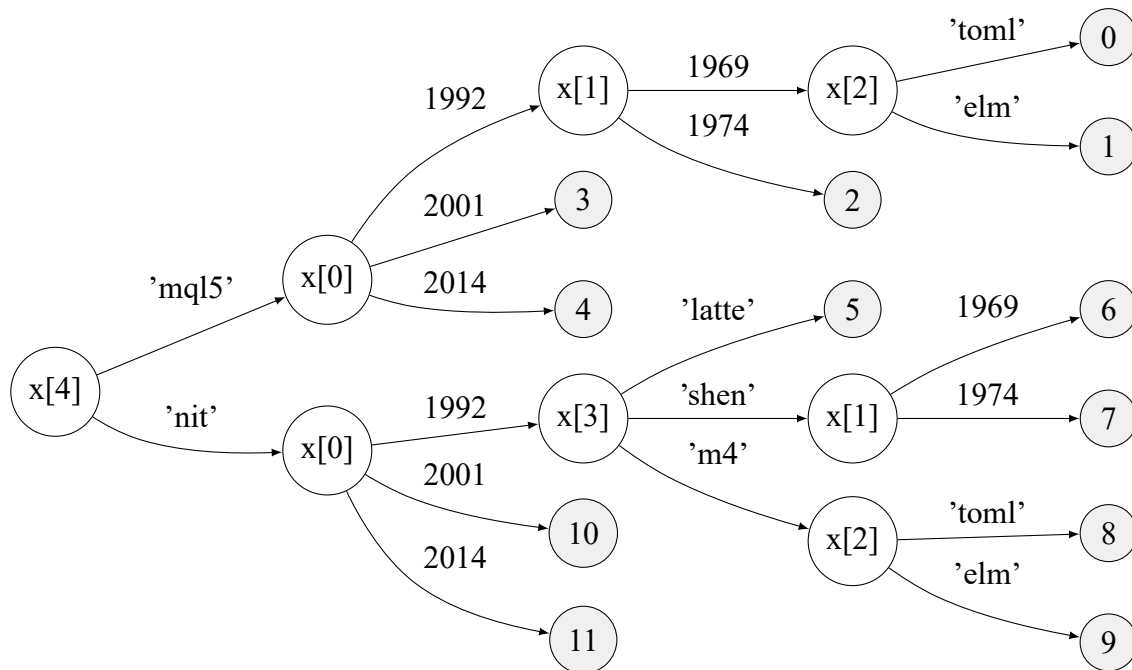 ’toml’
0
1969
x[1]
x[2]
1992
’elm’
1974
1
2001
3
2
x[0]
’mql5’
2014
’latte’
1969
4
5
6
x[4]
’shen’
1974
1992
’nit’
x[3]
x[1]
7
x[0]
’m4’
2001
’toml’
10
x[2]
8
2014
’elm’
11
9